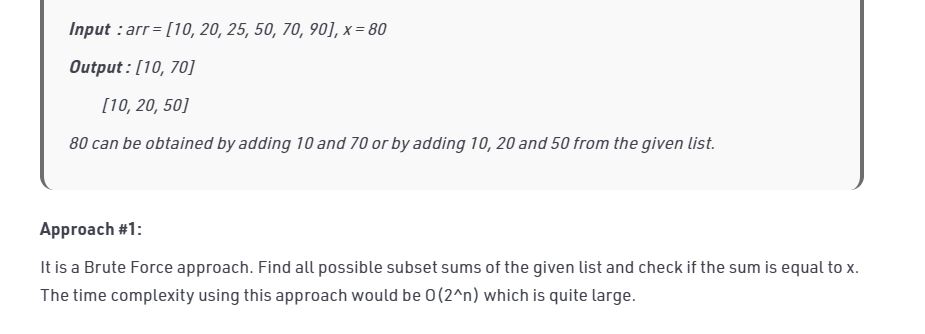 Input : arr = [10, 20, 25, 50, 70, 90], x = 80
Output : [10, 70]
[10, 20, 50]
80 can be obtained by adding 10 and 70 or by adding 10, 20 and 50 from the given list.
Approach #1:
It is a Brute Force approach. Find all possible subset sums of the given list and check if the sum is equal to x.
The time complexity using this approach would be O(2^n) which is quite large.